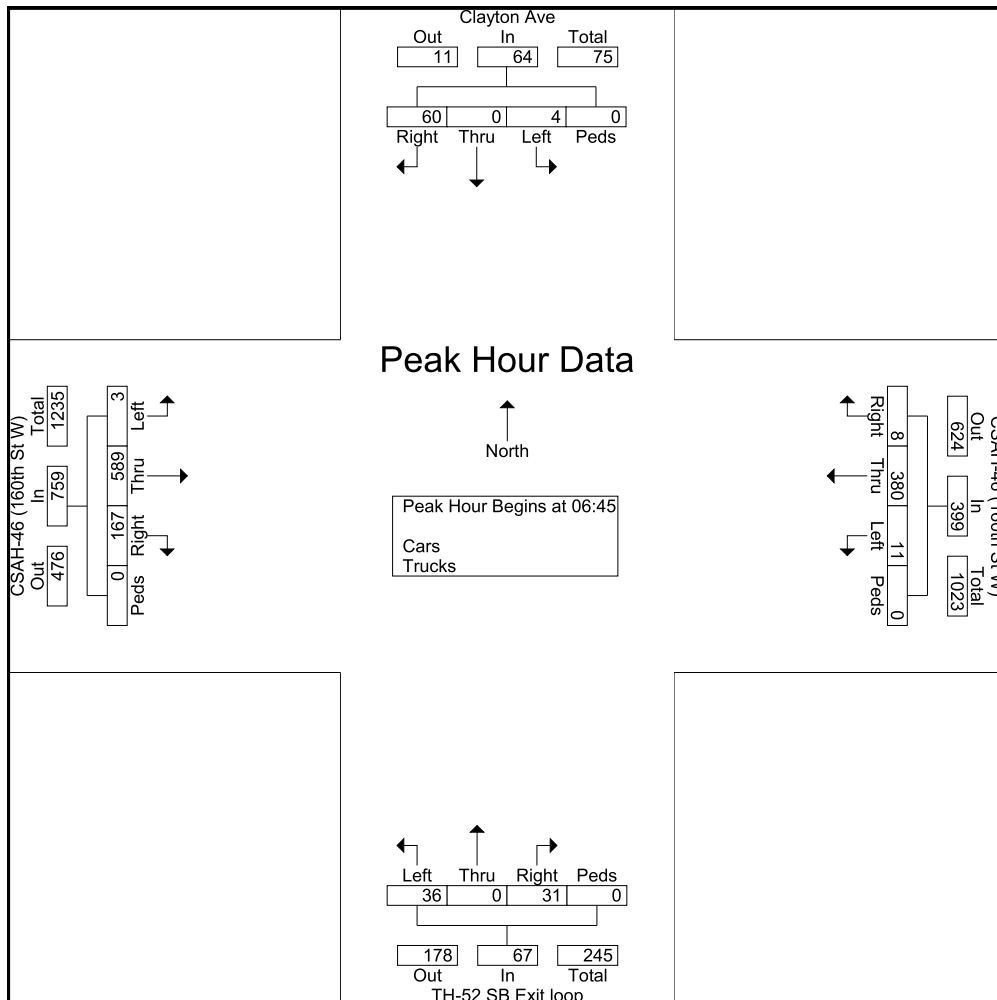 Clayton Ave
Out In Total
11 64 75
60 0 4 0
Right Thru Left Peds
Peak Hour Data
North
Peak Hour Begins at 06:45
Cars
Trucks
CSAH-46 (160th St W)
Total In Out
1235 759 476
3 589 167 0
Left Thru Right Peds
CSAH-46 (160th St W)
Out In Total
624 399 1023
8 380 11 0
Right Thru Left Peds
Left Thru Right Peds
36 0 31 0
178 67 245
Out In Total
TH-52 SB Exit loop